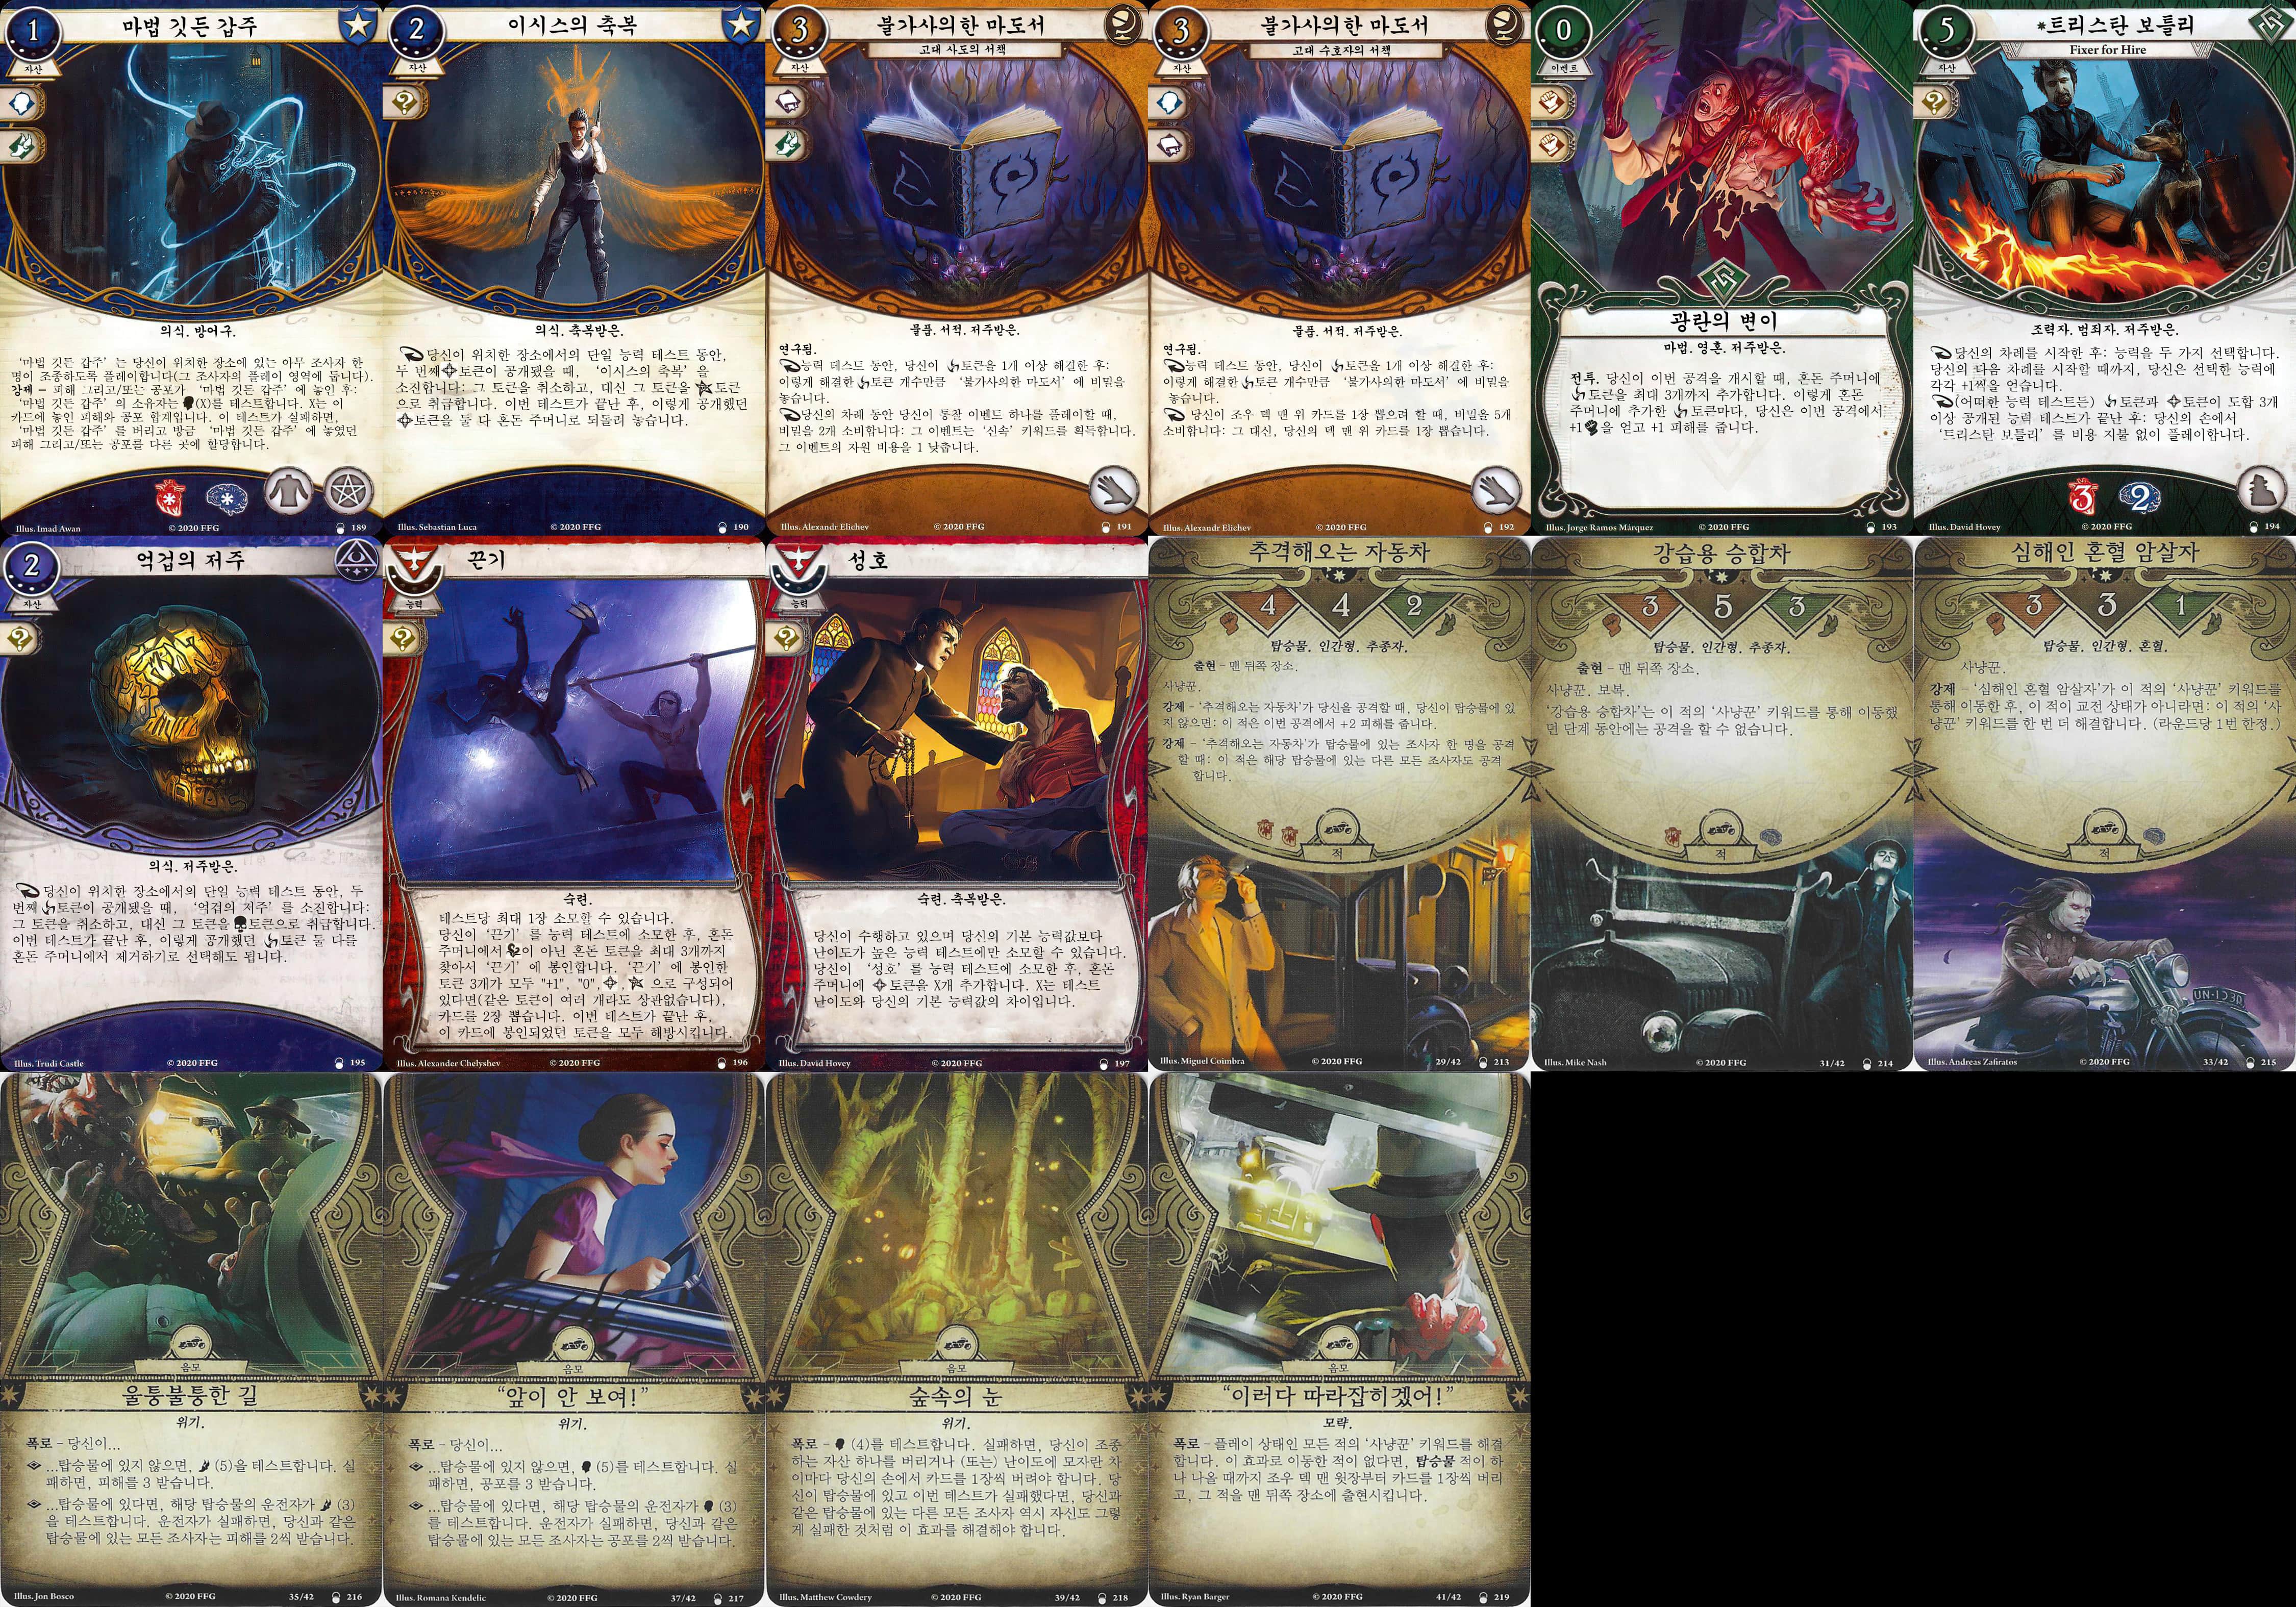 1
마법 깃든 갑주
자산
의식. 방어구.
‘마법 깃든 갑주’ 는 당신이 위치한 장소에 있는 아무 조사자 한
명이 조종하도록 플레이합니다(그 조사자의 플레이 영역에 둡니다).
강제 – 피해 그리고/또는 공포가 ‘마법 깃든 갑주’ 에 놓인 후:
‘마법 깃든 갑주’ 의 소유자는 (X)를 테스트합니다. X는 이
카드에 놓인 피해와 공포 합계입니다. 이 테스트가 실패하면,
‘마법 깃든 갑주’ 를 버리고 방금 ‘마법 깃든 갑주’ 에 놓였던
피해 그리고/또는 공포를 다른 곳에 할당합니다.
Illus. Imad Awan © 2020 FFG 189
2
이시스의 축복
자산
?
의식. 축복받은.
당신이 위치한 장소에서의 단일 능력 테스트 동안,
두 번째 토큰이 공개됐을 때, ‘이시스의 축복’ 을
소진합니다: 그 토큰을 취소하고, 대신 그 토큰을 토큰
으로 취급합니다. 이번 테스트가 끝난 후, 이렇게 공개했던
토큰을 둘 다 혼돈 주머니로 되돌려 놓습니다.
Illus. Sebastian Luca © 2020 FFG 190
3
불가사의한 마도서
고대 사도의 서책
자산
물품. 서적. 저주받은.
연구됨.
능력 테스트 동안, 당신이 토큰을 1개 이상 해결한 후:
이렇게 해결한 토큰 개수만큼 ‘불가사의한 마도서’ 에 비밀을
놓습니다.
당신의 차례 동안 당신이 통찰 이벤트 하나를 플레이할 때,
비밀을 2개 소비합니다: 그 이벤트는 ‘신속’ 키워드를 획득합니다.
그 이벤트의 자원 비용을 1 낮춥니다.
Illus. Alexandr Elichev © 2020 FFG 191
3
불가사의한 마도서
고대 수호자의 서책
자산
물품. 서적. 저주받은.
연구됨.
능력 테스트 동안, 당신이 토큰을 1개 이상 해결한 후:
이렇게 해결한 토큰 개수만큼 ‘불가사의한 마도서’ 에 비밀을
놓습니다.
당신이 조우 덱 맨 위 카드를 1장 뽑으려 할 때, 비밀을 5개
소비합니다: 그 대신, 당신의 덱 맨 위 카드를 1장 뽑습니다.
Illus. Alexandr Elichev © 2020 FFG 192
0
이벤트
광란의 변이
마법. 영혼. 저주받은.
전투. 당신이 이번 공격을 개시할 때, 혼돈 주머니에
토큰을 최대 3개까지 추가합니다. 이렇게 혼돈
주머니에 추가한 토큰마다, 당신은 이번 공격에서
+1 을 얻고 +1 피해를 줍니다.
Illus. Jorge Ramos Márquez © 2020 FFG 193
5
*트리스탄 보틀리
Fixer for Hire
자산
?
조력자. 범죄자. 저주받은.
당신의 차례를 시작한 후: 능력을 두 가지 선택합니다.
당신의 다음 차례를 시작할 때까지, 당신은 선택한 능력에
각각 +1씩을 얻습니다.
(어떠한 능력 테스트든) 토큰과 토큰이 도합 3개
이상 공개된 능력 테스트가 끝난 후: 당신의 손에서
‘트리스탄 보틀리’ 를 비용 지불 없이 플레이합니다.
3 2
Illus. David Hovey © 2020 FFG 194
2
억겁의 저주
자산
?
의식. 저주받은.
당신이 위치한 장소에서의 단일 능력 테스트 동안, 두
번째 토큰이 공개됐을 때, ‘억겁의 저주’ 를 소진합니다:
그 토큰을 취소하고, 대신 그 토큰을 토큰으로 취급합니다.
이번 테스트가 끝난 후, 이렇게 공개했던 토큰 둘 다를
혼돈 주머니에서 제거하기로 선택해도 됩니다.
Illus. Trudi Castle © 2020 FFG 195
끈기
능력
?
숙련.
테스트당 최대 1장 소모할 수 있습니다.
당신이 ‘끈기’ 를 능력 테스트에 소모한 후, 혼돈
주머니에서 이 아닌 혼돈 토큰을 최대 3개까지
찾아서 ‘끈기’ 에 봉인합니다. ‘끈기’ 에 봉인한
토큰 3개가 모두 "+1", "0", , 으로 구성되어
있다면(같은 토큰이 여러 개라도 상관없습니다),
카드를 2장 뽑습니다. 이번 테스트가 끝난 후,
이 카드에 봉인되었던 토큰을 모두 해방시킵니다.
Illus. Alexander Chelyshev © 2020 FFG 196
성호
능력
?
숙련. 축복받은.
당신이 수행하고 있으며 당신의 기본 능력값보다
난이도가 높은 능력 테스트에만 소모할 수 있습니다.
당신이 ‘성호’ 를 능력 테스트에 소모한 후, 혼돈
주머니에 토큰을 X개 추가합니다. X는 테스트
난이도와 당신의 기본 능력값의 차이입니다.
Illus. David Hovey © 2020 FFG 197
추격해오는 자동차
4 4 2
탑승물. 인간형. 추종자.
출현 – 맨 뒤쪽 장소.
사냥꾼.
강제 – ‘추격해오는 자동차’가 당신을 공격할 때, 당신이 탑승물에 있
지 않으면: 이 적은 이번 공격에서 +2 피해를 줍니다.
강제 – ‘추격해오는 자동차’가 탑승물에 있는 조사자 한 명을 공격
할 때: 이 적은 해당 탑승물에 있는 다른 모든 조사자도 공격
합니다.
적
Illus. Miguel Coimbra © 2020 FFG 29/42 213
강습용 승합차
3 5 3
탑승물. 인간형. 추종자.
출현 – 맨 뒤쪽 장소.
사냥꾼. 보복.
‘강습용 승합차’는 이 적의 ‘사냥꾼’ 키워드를 통해 이동했
던 단계 동안에는 공격을 할 수 없습니다.
적
Illus. Mike Nash © 2020 FFG 31/42 214
심해인 혼혈 암살자
3 3 1
탑승물. 인간형. 혼혈.
사냥꾼.
강제 – ‘심해인 혼혈 암살자’가 이 적의 ‘사냥꾼’ 키워드를
통해 이동한 후, 이 적이 교전 상태가 아니라면: 이 적의 ‘사
냥꾼’ 키워드를 한 번 더 해결합니다. (라운드당 1번 한정.)
적
Illus. Andreas Zafiratos © 2020 FFG 33/42 215
음모
울퉁불퉁한 길
위기.
폭로 – 당신이...
...탑승물에 있지 않으면, (5)을 테스트합니다. 실
패하면, 피해를 3 받습니다.
...탑승물에 있다면, 해당 탑승물의 운전자가 (3)
을 테스트합니다. 운전자가 실패하면, 당신과 같은
탑승물에 있는 모든 조사자는 피해를 2씩 받습니다.
Illus. Jon Bosco © 2020 FFG 35/42 216
음모
“앞이 안 보여!”
위기.
폭로 – 당신이...
...탑승물에 있지 않으면, (5)를 테스트합니다. 실
패하면, 공포를 3 받습니다.
...탑승물에 있다면, 해당 탑승물의 운전자가 (3)
를 테스트합니다. 운전자가 실패하면, 당신과 같은
탑승물에 있는 모든 조사자는 공포를 2씩 받습니다.
Illus. Romana Kendelic © 2020 FFG 37/42 217
음모
숲속의 눈
위기.
폭로 – (4)를 테스트합니다. 실패하면, 당신이 조종
하는 자산 하나를 버리거나 (또는) 난이도에 모자란 차
이마다 당신의 손에서 카드를 1장씩 버려야 합니다. 당
신이 탑승물에 있고 이번 테스트가 실패했다면, 당신과
같은 탑승물에 있는 다른 모든 조사자 역시 자신도 그렇
게 실패한 것처럼 이 효과를 해결해야 합니다.
Illus. Matthew Cowdery © 2020 FFG 39/42 218
음모
“이러다 따라잡히겠어!”
모략.
폭로 – 플레이 상태인 모든 적의 ‘사냥꾼’ 키워드를 해결
합니다. 이 효과로 이동한 적이 없다면, 탑승물 적이 하
나 나올 때까지 조우 덱 맨 윗장부터 카드를 1장씩 버리
고, 그 적을 맨 뒤쪽 장소에 출현시킵니다.
Illus. Ryan Barger © 2020 FFG 41/42 219